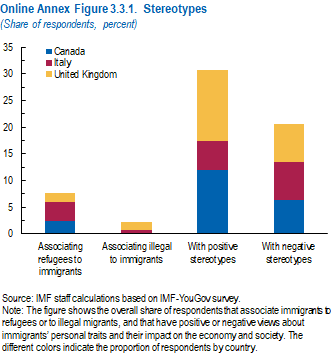 Online Annex Figure 3.3.1. Stereotypes
(Share of respondents, percent)
35
30
25
20
15
10
5
0
Canada
Italy
United Kingdom
Associating
refugees to
immigrants
Associating illegal
to immigrants
With positive
stereotypes
With negative
stereotypes
Source: IMF staff calculations based on IMF-YouGov survey.
Note: The figure shows the overall share of respondents that associate immigrants to
refugees or to illegal migrants, and that have positive or negative views about
immigrants' personal traits and their impact on the economy and society. The
different colors indicate the proportion of respondents by country.